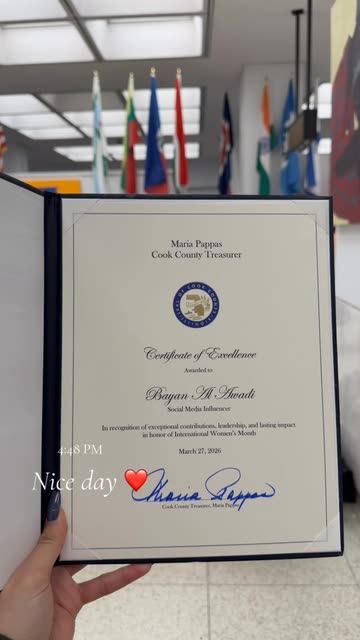 Maria Pappas
Cook County Treasurer
Certificate of Excellence
Awarded to
Bayan Al Awadi
Social Media Influencer
In recognition of exceptional contributions, leadership, and lasting impact
in honor of International Women's Month
March 27, 2026
4:48 PM
Nice day ❤️
Maria Pappas
Cook County Treasurer, Maria Pappas